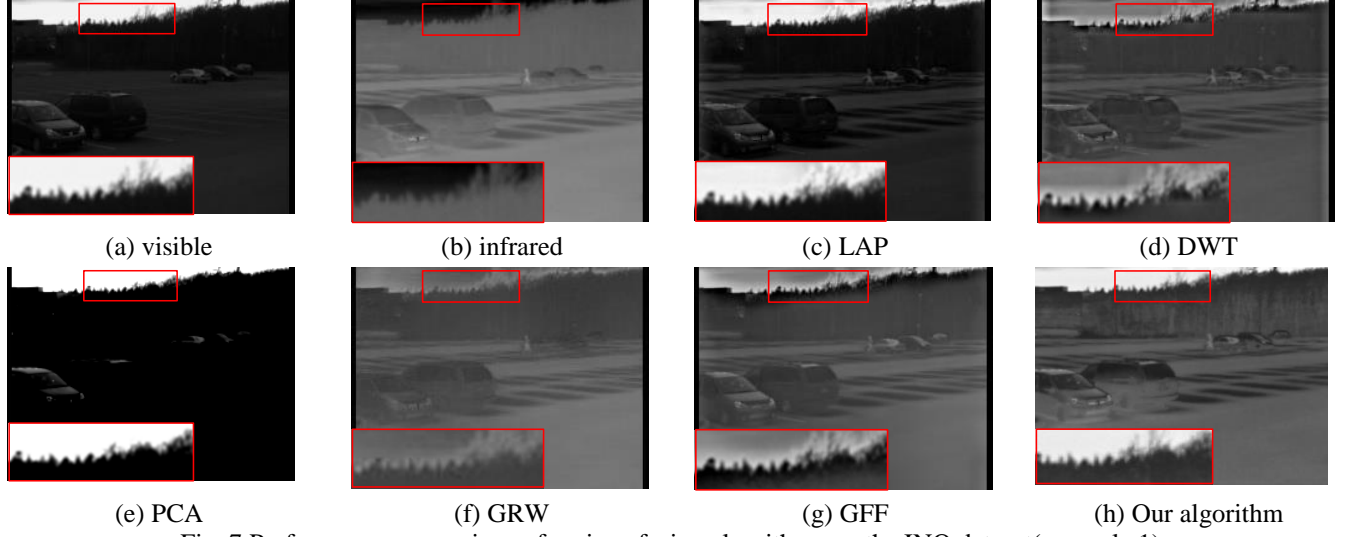 (a) visible
(b) infrared
(c) LAP
(d) DWT
(e) PCA
(f) GRW
(g) GFF
(h) Our algorithm